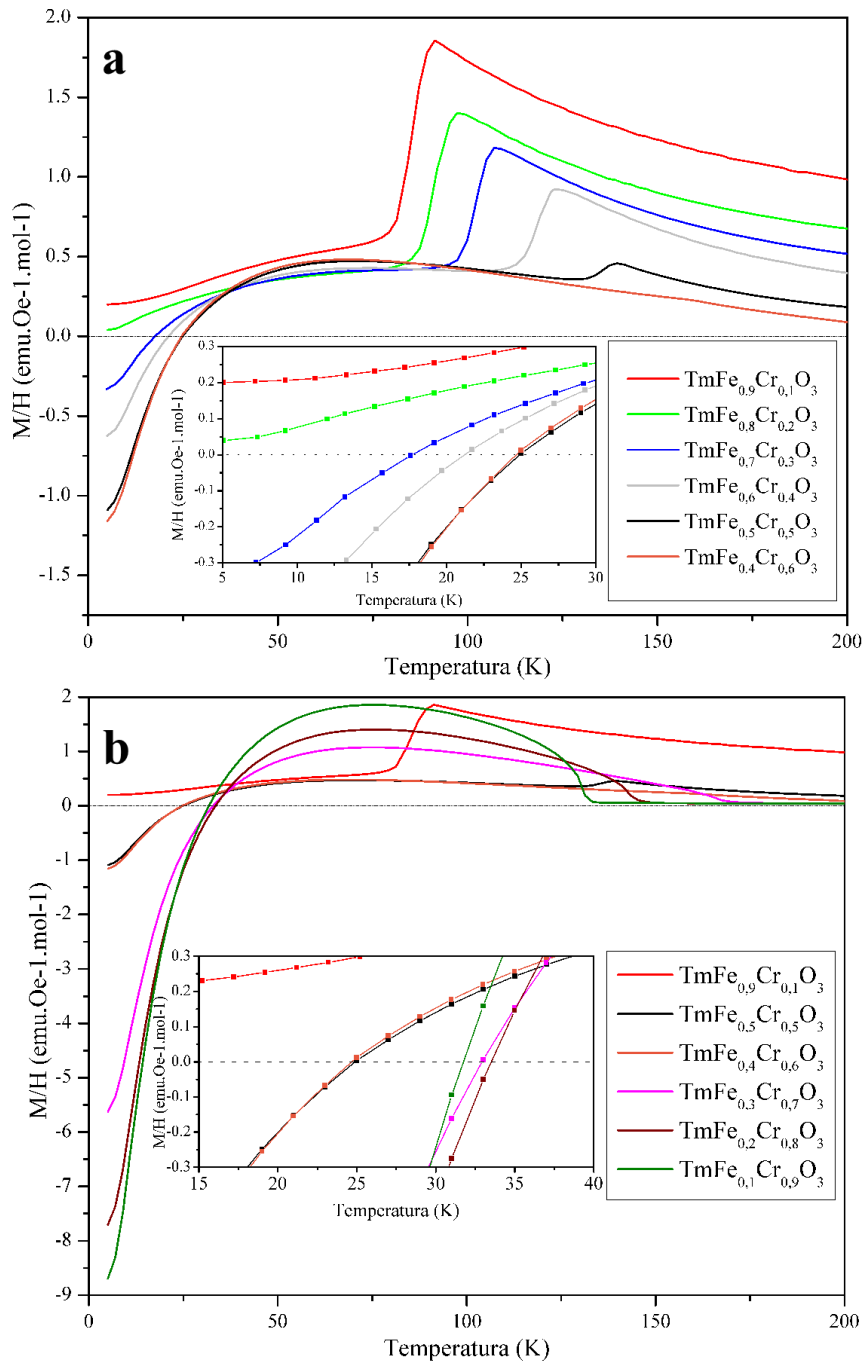 a
2.0
1.5
1.0
0.5
0.0
-0.5
-1.0
-1.5
M/H (emu.Oe-1.mol-1)
0 50 100 150 200
Temperatura (K)
0.3
0.2
0.1
0.0
-0.1
-0.2
-0.3
M/H (emu.Oe-1.mol-1)
5 10 15 20 25 30
Temperatura (K)
TmFe0,9Cr0,1O3
TmFe0,8Cr0,2O3
TmFe0,7Cr0,3O3
TmFe0,6Cr0,4O3
TmFe0,5Cr0,5O3
TmFe0,4Cr0,6O3
b
2
1
0
-1
-2
-3
-4
-5
-6
-7
-8
-9
M/H (emu.Oe-1.mol-1)
0 50 100 150 200
Temperatura (K)
0.3
0.2
0.1
0.0
-0.1
-0.2
-0.3
M/H (emu.Oe-1.mol-1)
15 20 25 30 35 40
Temperatura (K)
TmFe0,9Cr0,1O3
TmFe0,5Cr0,5O3
TmFe0,4Cr0,6O3
TmFe0,3Cr0,7O3
TmFe0,2Cr0,8O3
TmFe0,1Cr0,9O3